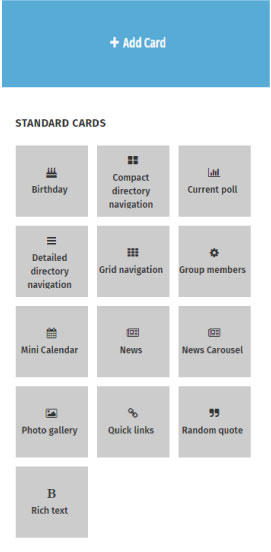 + Add Card
STANDARD CARDS
Birthday
Compact
directory
navigation
Current poll
Detailed
directory
navigation
Grid navigation
Group members
Mini Calendar
News
News Carousel
Photo gallery
Quick links
Random quote
B
Rich text